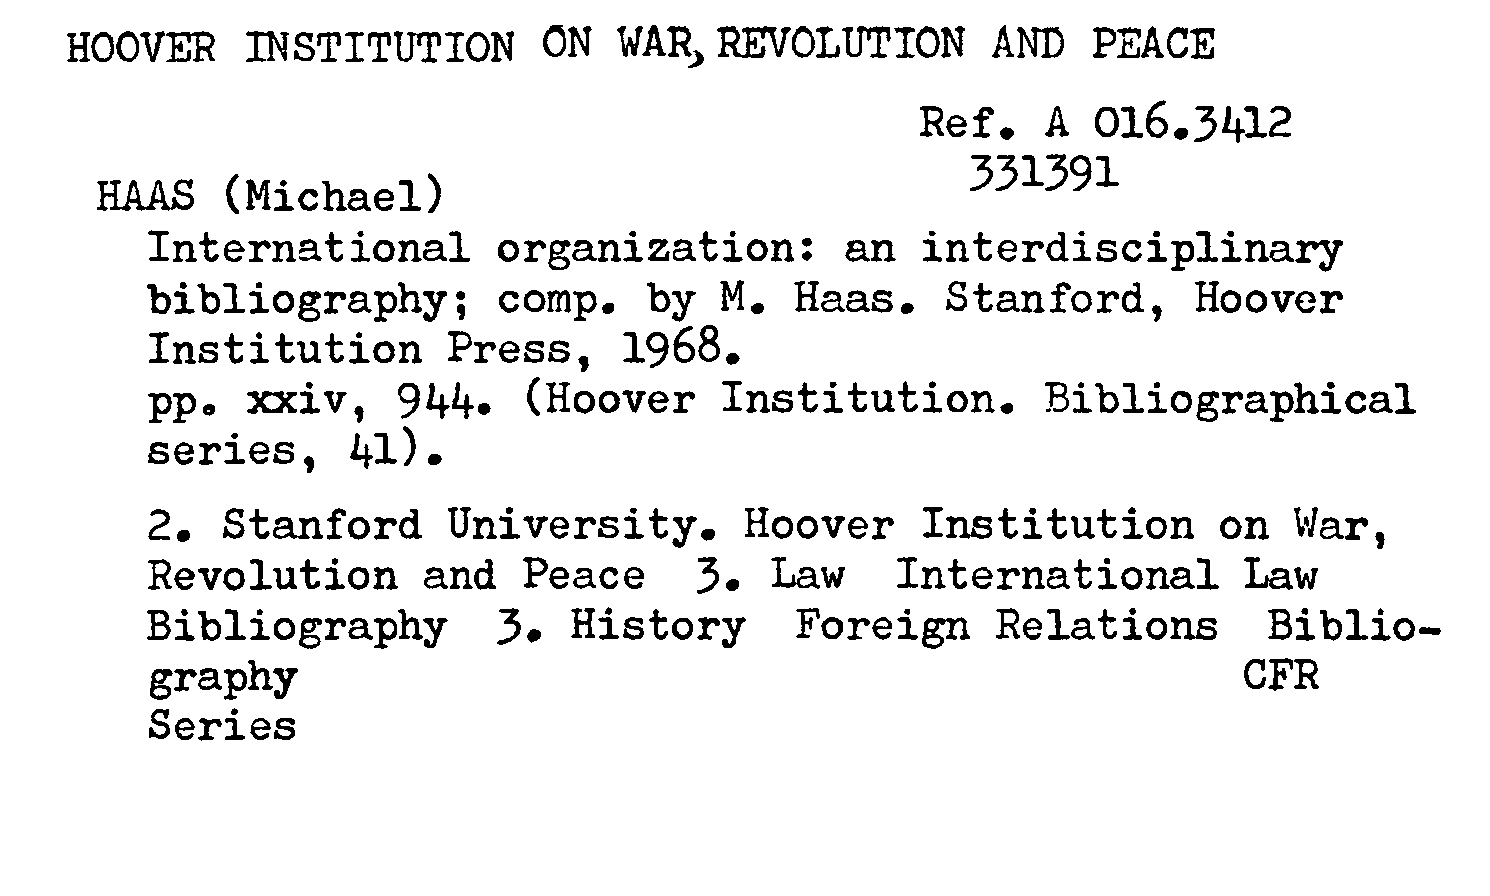 HOOVER INSTITUTION ON WAR, REVOLUTION AND PEACE
Ref. A 016.3412
331391
HAAS (Michael)
International organization: an interdisciplinary
bibliography; comp. by M. Haas. Stanford, Hoover
Institution Press, 1968.
pp. xxiv, 944. (Hoover Institution. Bibliographical
series, 41).
2. Stanford University. Hoover Institution on War,
Revolution and Peace 3. Law International Law
Bibliography 3. History Foreign Relations Biblio-
graphy CFR
Series